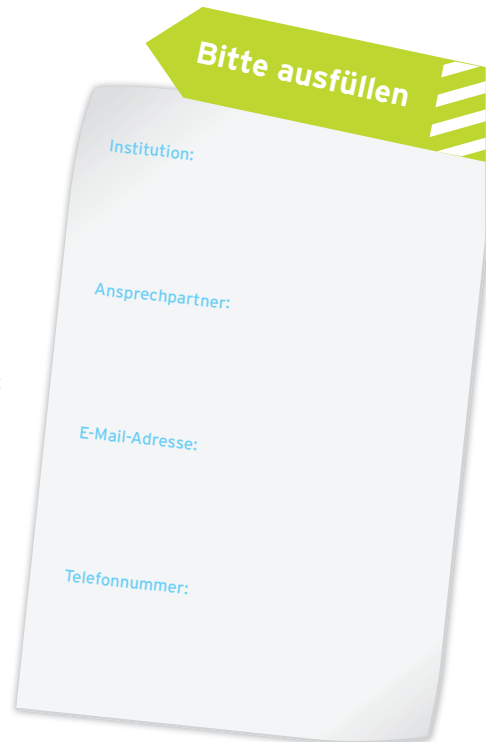 Bitte ausfüllen
Institution:
Ansprechpartner:
E-Mail-Adresse:
Telefonnummer: